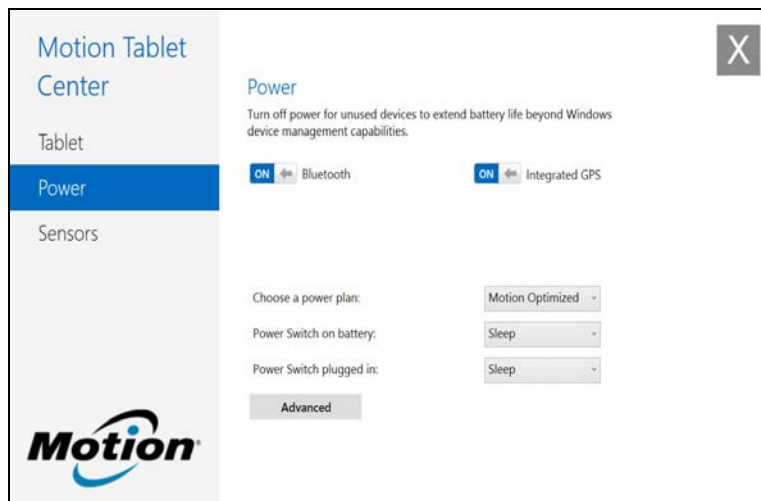 Motion Tablet
Center
X
Power
Turn off power for unused devices to extend battery life beyond Windows
device management capabilities.
Tablet
Power
Sensors
ON Bluetooth
ON Integrated GPS
Choose a power plan: Motion Optimized
Power Switch on battery: Sleep
Power Switch plugged in: Sleep
Advanced
Motion